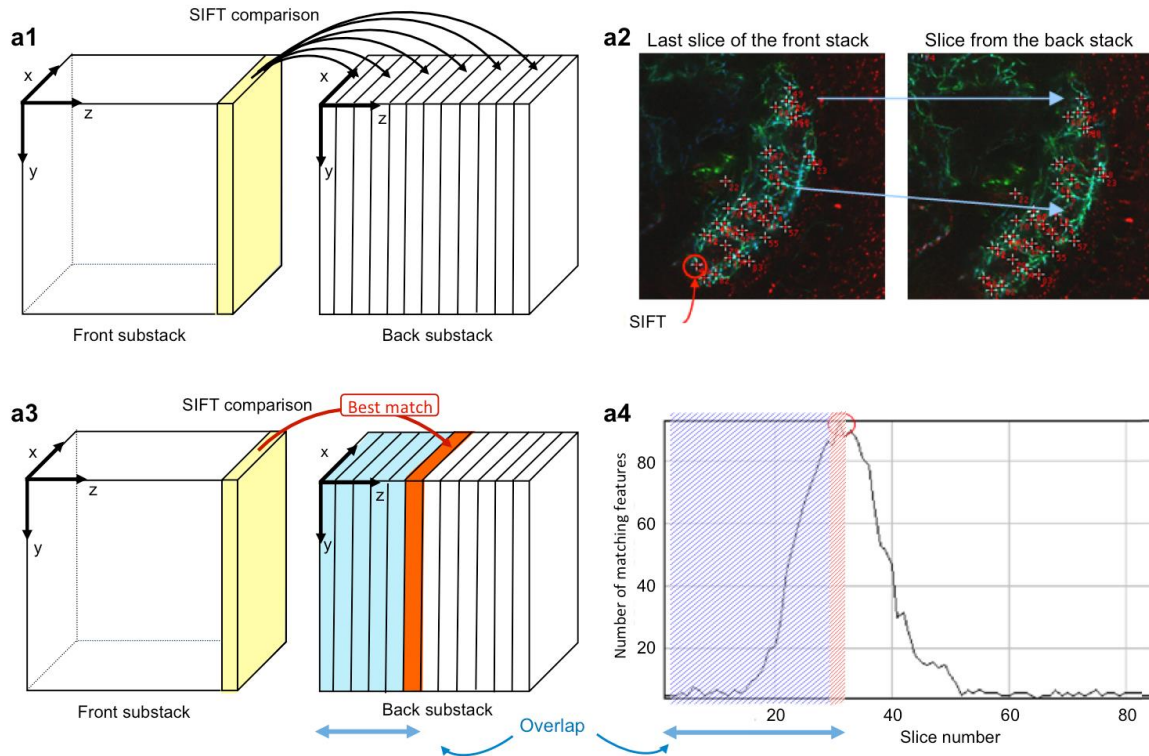 SIFT comparison
a1
x
z
y
x
z
y
Front substack
Back substack
a2
Last slice of the front stack
Slice from the back stack
23
23
SIFT
a3
SIFT comparison
Best match
x
z
y
x
z
y
Front substack
Back substack
Overlap
a4
Number of matching features
80
60
40
20
20
40
60
80
Slice number